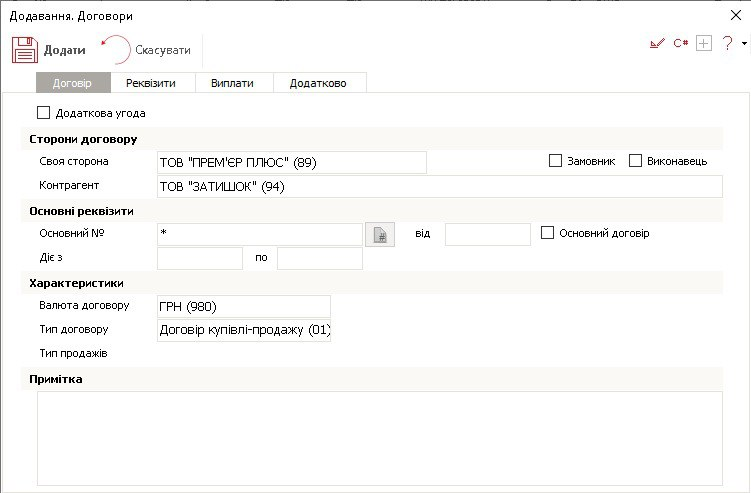 Додавання. Договори
Додати Скасувати C# ?
Договір Реквізити Виплати Додатково
Додаткова угода
Сторони договору
Своя сторона ТОВ "ПРЕМ'ЄР ПЛЮС" (89) Замовник Виконавець
Контрагент ТОВ "ЗАТИШОК" (94)
Основні реквізити
Основний № * # від Основний договір
Діє з по
Характеристики
Валюта договору ГРН (980)
Тип договору Договір купівлі-продажу (01)
Тип продажів
Примітка